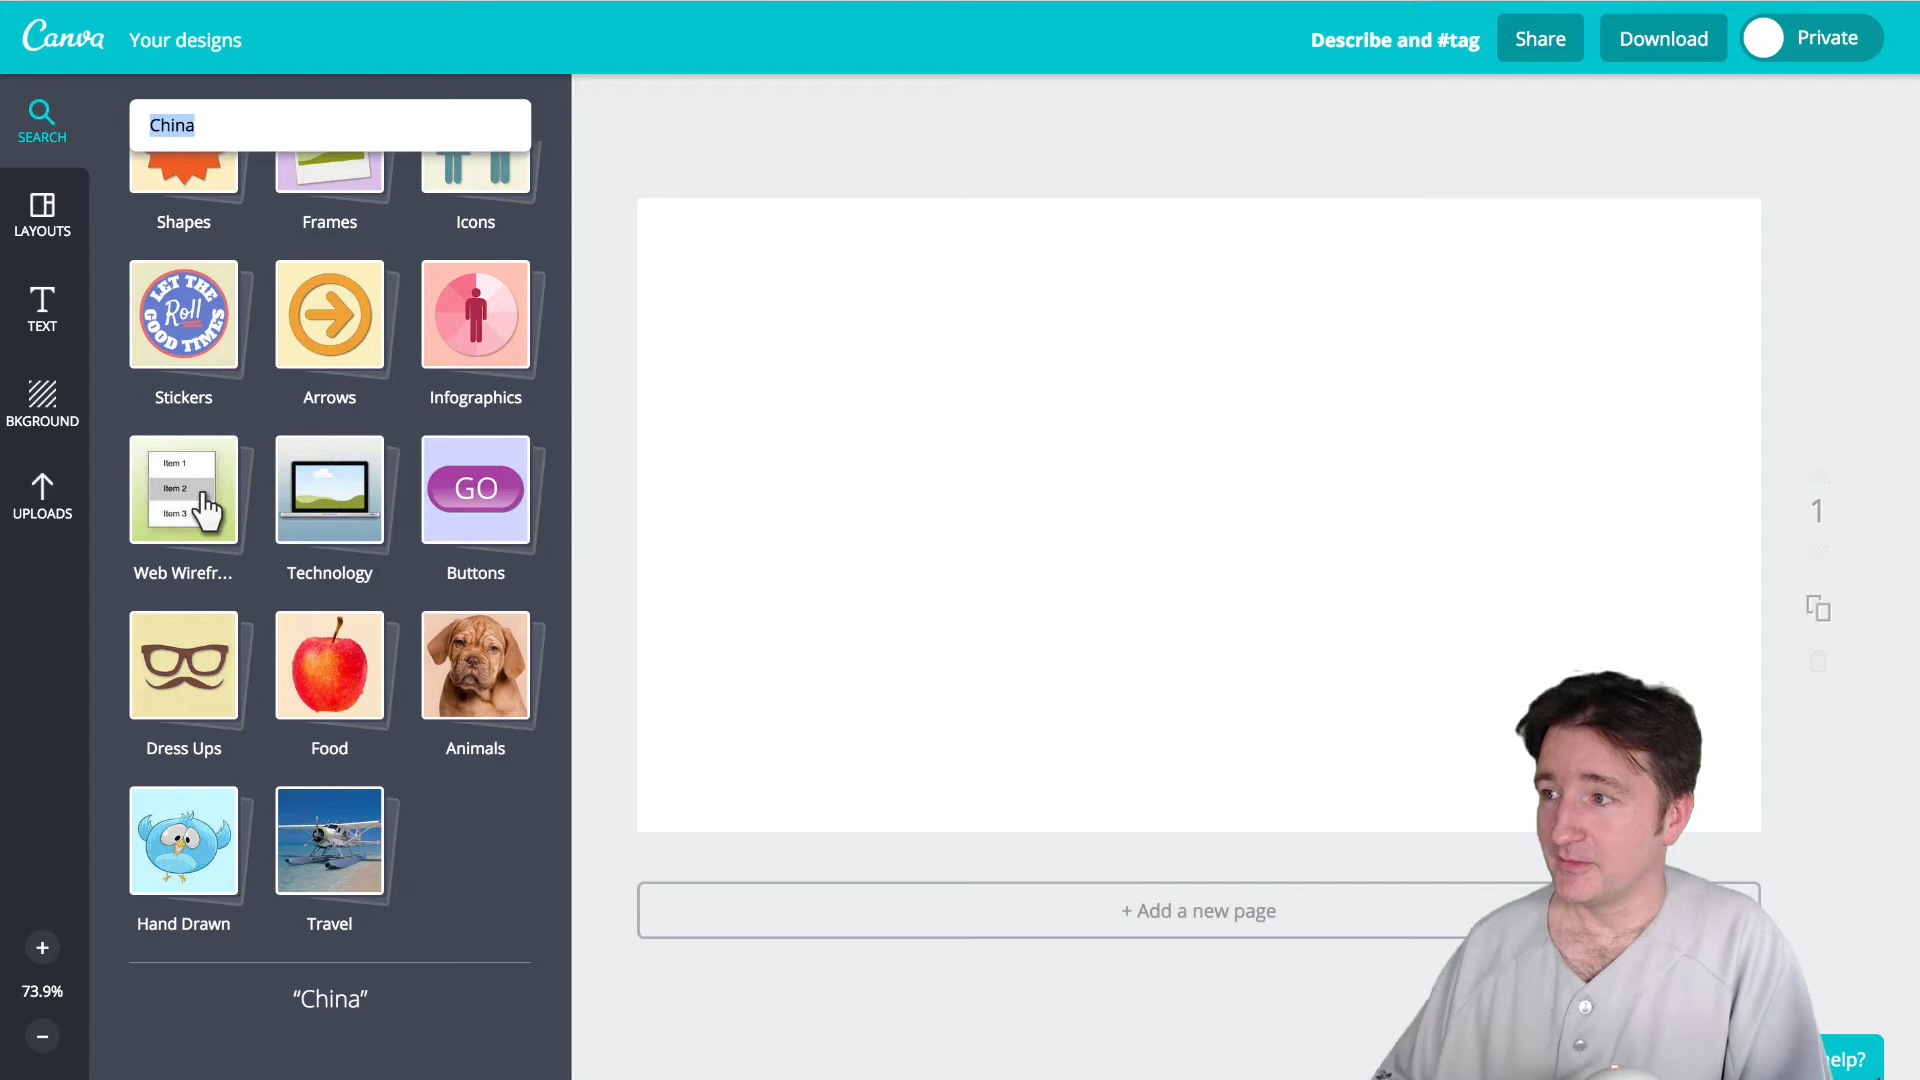 Canva
Your designs
Describe and #tag
Share
Download
Private
SEARCH
China
LAYOUTS
TEXT
BKGROUND
UPLOADS
Shapes
Frames
Icons
LET THE
Roll
GOOD TIMES
Stickers
Arrows
Infographics
Item 1
Item 2
Item 3
GO
Web Wirefr...
Technology
Buttons
Dress Ups
Food
Animals
Hand Drawn
Travel
“China”
+
73.9%
−
1
+ Add a new page
elp?